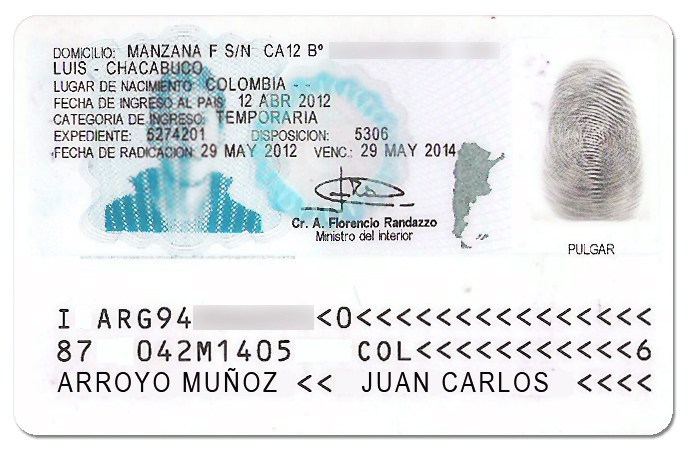 DOMICILIO: MANZANA F S/N CA12 Bº
LUIS - CHACABUCO
LUGAR DE NACIMIENTO COLOMBIA - -
FECHA DE INGRESO AL PAIS 12 ABR 2012
CATEGORIA DE INGRESO: TEMPORARIA
EXPEDIENTE: 5274201 DISPOSICION: 5306
FECHA DE RADICACION: 29 MAY 2012 VENC.: 29 MAY 2014
Cr. A. Florencio Randazzo
Ministro del interior
PULGAR
I ARG94 <0<<<<<<<<<<<<<<<
87 042M1405 COL<<<<<<<<<<<6
ARROYO MUÑOZ << JUAN CARLOS <<<<